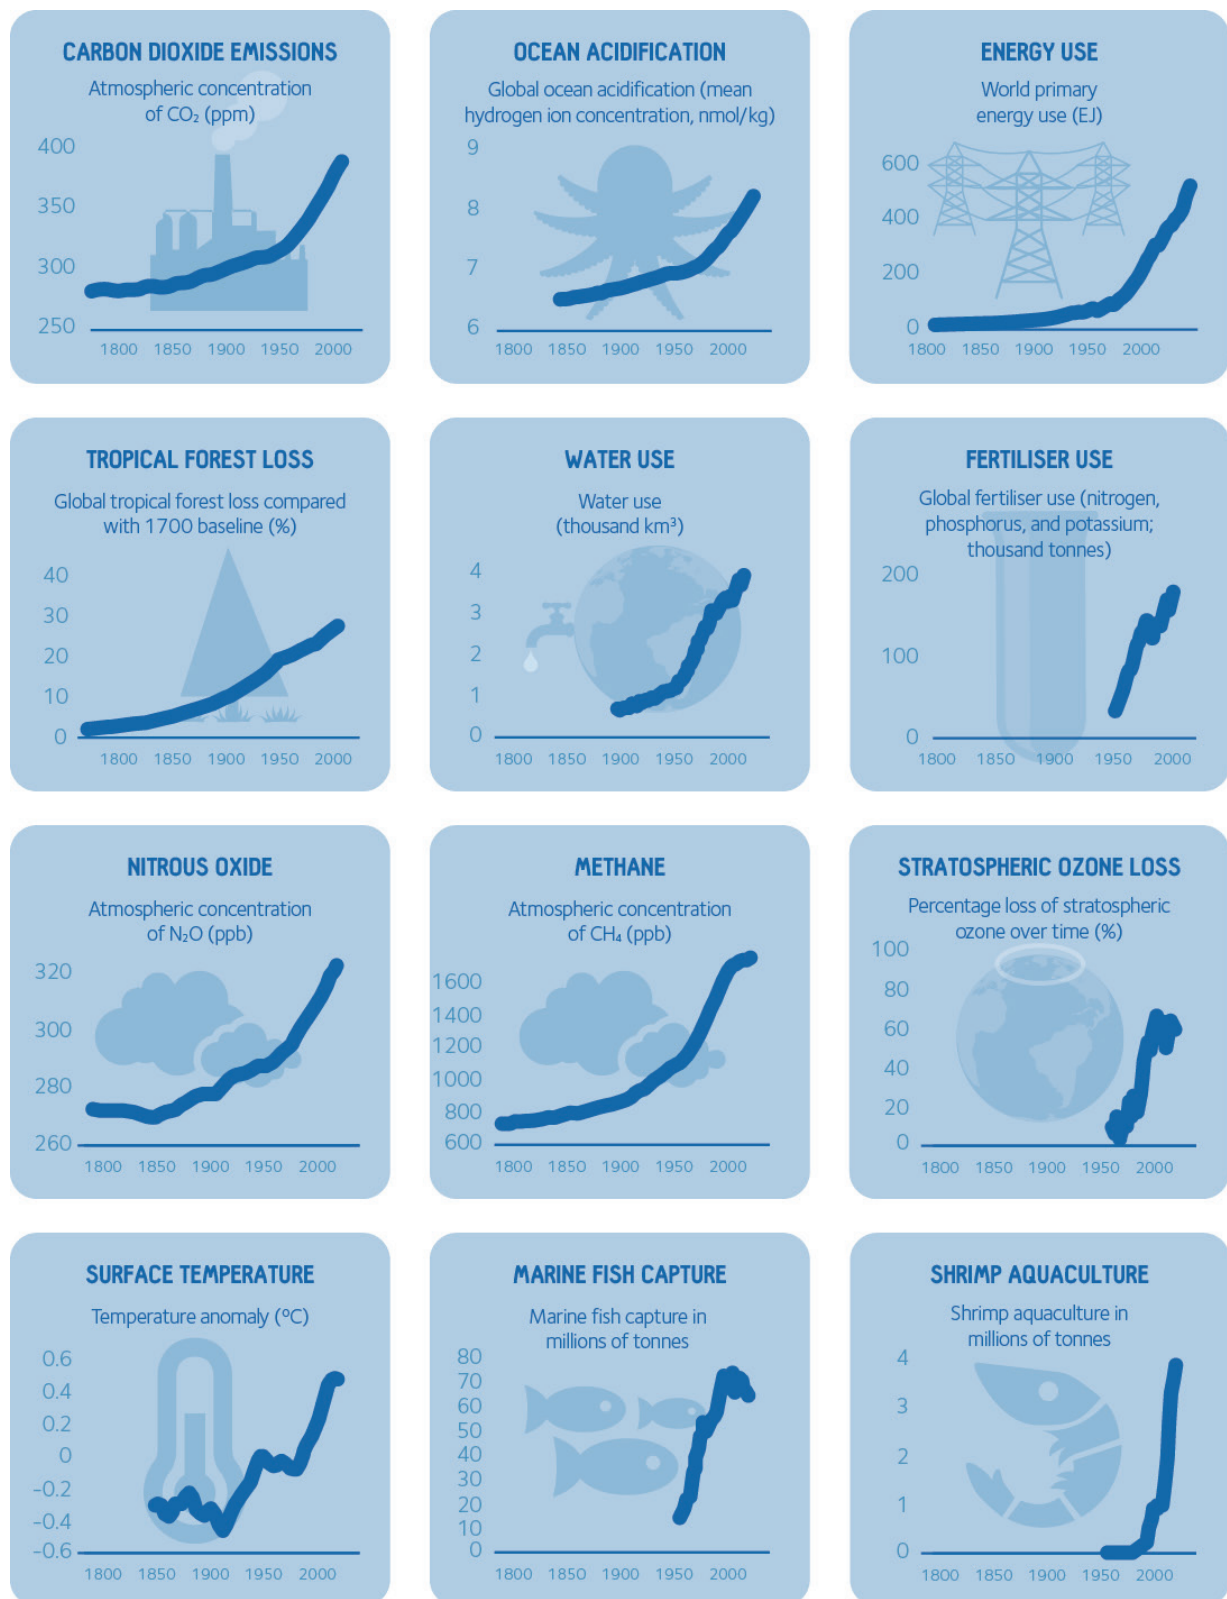 CARBON DIOXIDE EMISSIONS
Atmospheric concentration
of CO₂ (ppm)
400
350
300
250
1800 1850 1900 1950 2000
OCEAN ACIDIFICATION
Global ocean acidification (mean
hydrogen ion concentration, nmol/kg)
9
8
7
6
1800 1850 1900 1950 2000
ENERGY USE
World primary
energy use (EJ)
600
400
200
0
1800 1850 1900 1950 2000
TROPICAL FOREST LOSS
Global tropical forest loss compared
with 1700 baseline (%)
40
30
20
10
0
1800 1850 1900 1950 2000
WATER USE
Water use
(thousand km³)
4
3
2
1
0
1800 1850 1900 1950 2000
FERTILISER USE
Global fertiliser use (nitrogen,
phosphorus, and potassium;
thousand tonnes)
200
100
0
1800 1850 1900 1950 2000
NITROUS OXIDE
Atmospheric concentration
of N₂O (ppb)
320
300
280
260
1800 1850 1900 1950 2000
METHANE
Atmospheric concentration
of CH₄ (ppb)
1600
1400
1200
1000
800
600
1800 1850 1900 1950 2000
STRATOSPHERIC OZONE LOSS
Percentage loss of stratospheric
ozone over time (%)
100
80
60
40
20
0
1800 1850 1900 1950 2000
SURFACE TEMPERATURE
Temperature anomaly (ºC)
0.6
0.4
0.2
0
-0.2
-0.4
-0.6
1800 1850 1900 1950 2000
MARINE FISH CAPTURE
Marine fish capture in
millions of tonnes
80
70
60
50
40
30
20
10
0
1800 1850 1900 1950 2000
SHRIMP AQUACULTURE
Shrimp aquaculture in
millions of tonnes
4
3
2
1
0
1800 1850 1900 1950 2000